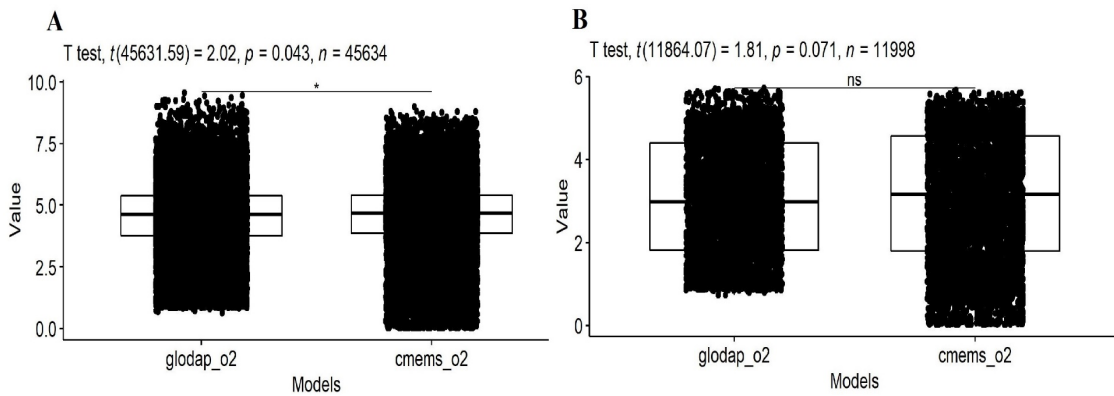 A
T test, t(45631.59) = 2.02, p = 0.043, n = 45634
10.0
7.5
5.0
2.5
0.0
Value
*
glodap_o2
cmems_o2
Models
B
T test, t(11864.07) = 1.81, p = 0.071, n = 11998
6
4
2
0
Value
ns
glodap_o2
cmems_o2
Models